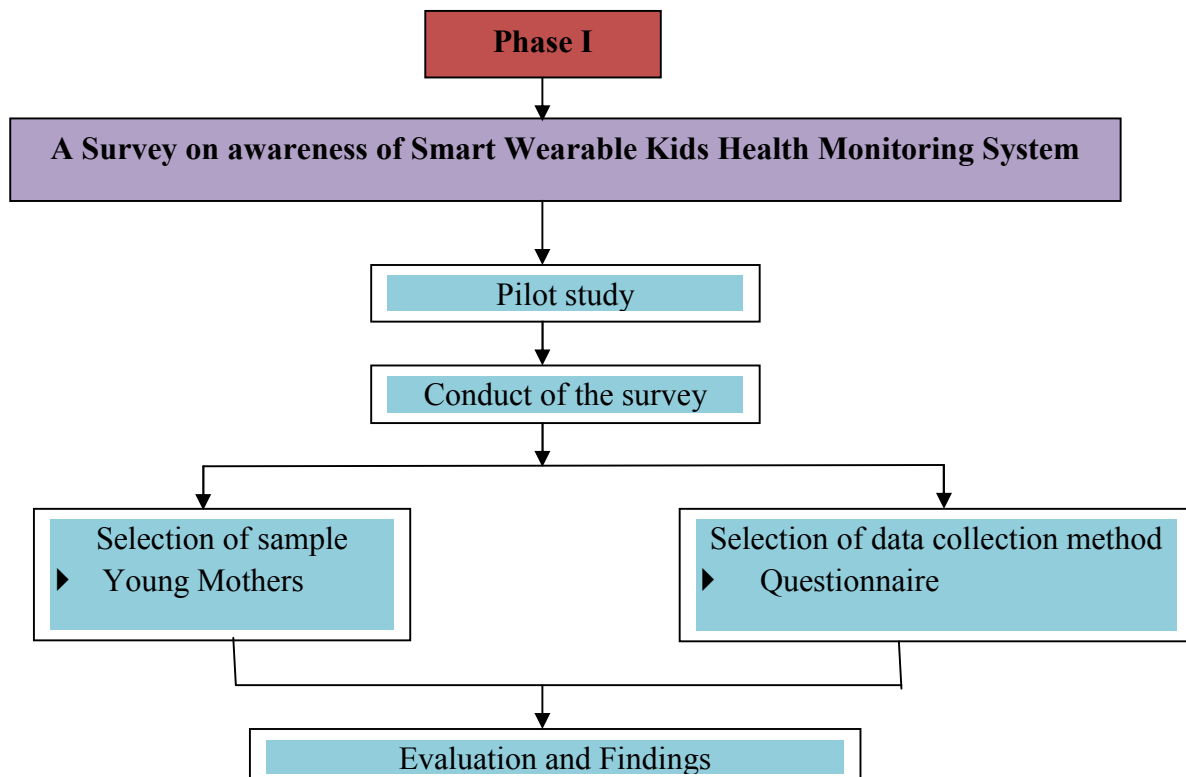 Phase I
A Survey on awareness of Smart Wearable Kids Health Monitoring System
Pilot study
Conduct of the survey
Selection of sample
Young Mothers
Selection of data collection method
Questionnaire
Evaluation and Findings